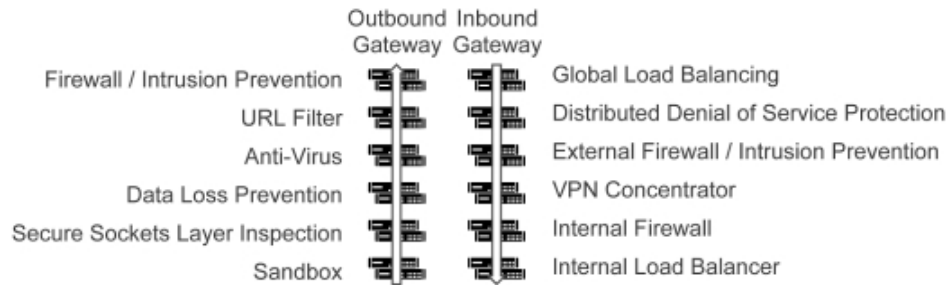 Outbound Inbound
Gateway Gateway
Firewall / Intrusion Prevention
URL Filter
Anti-Virus
Data Loss Prevention
Secure Sockets Layer Inspection
Sandbox
Global Load Balancing
Distributed Denial of Service Protection
External Firewall / Intrusion Prevention
VPN Concentrator
Internal Firewall
Internal Load Balancer